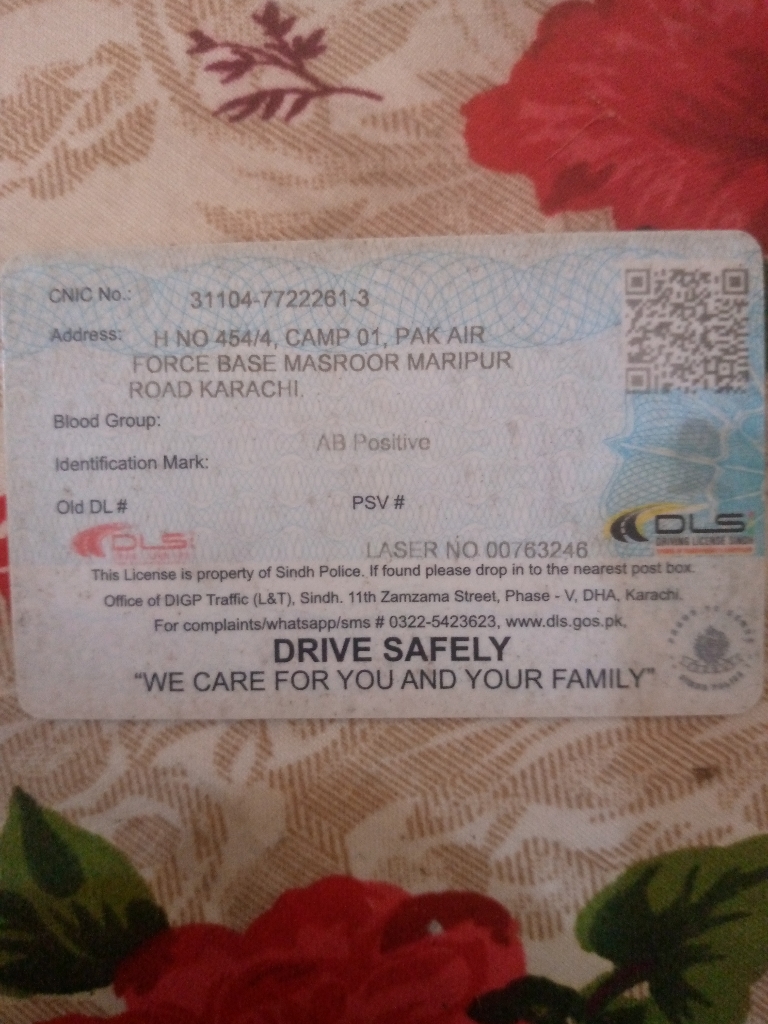 CNIC No.: 31104-7722261-3
Address: H NO 454/4, CAMP 01, PAK AIR
FORCE BASE MASROOR MARIPUR
ROAD KARACHI.
Blood Group:
AB Positive
Identification Mark:
Old DL # PSV #
DLS
DLS
DRIVING LICENSE SINDH
LASER NO 00763246
This License is property of Sindh Police. If found please drop in to the nearest post box.
Office of DIGP Traffic (L&T), Sindh. 11th Zamzama Street, Phase - V, DHA, Karachi.
For complaints/whatsapp/sms # 0322-5423623, www.dls.gos.pk,
DRIVE SAFELY
"WE CARE FOR YOU AND YOUR FAMILY"